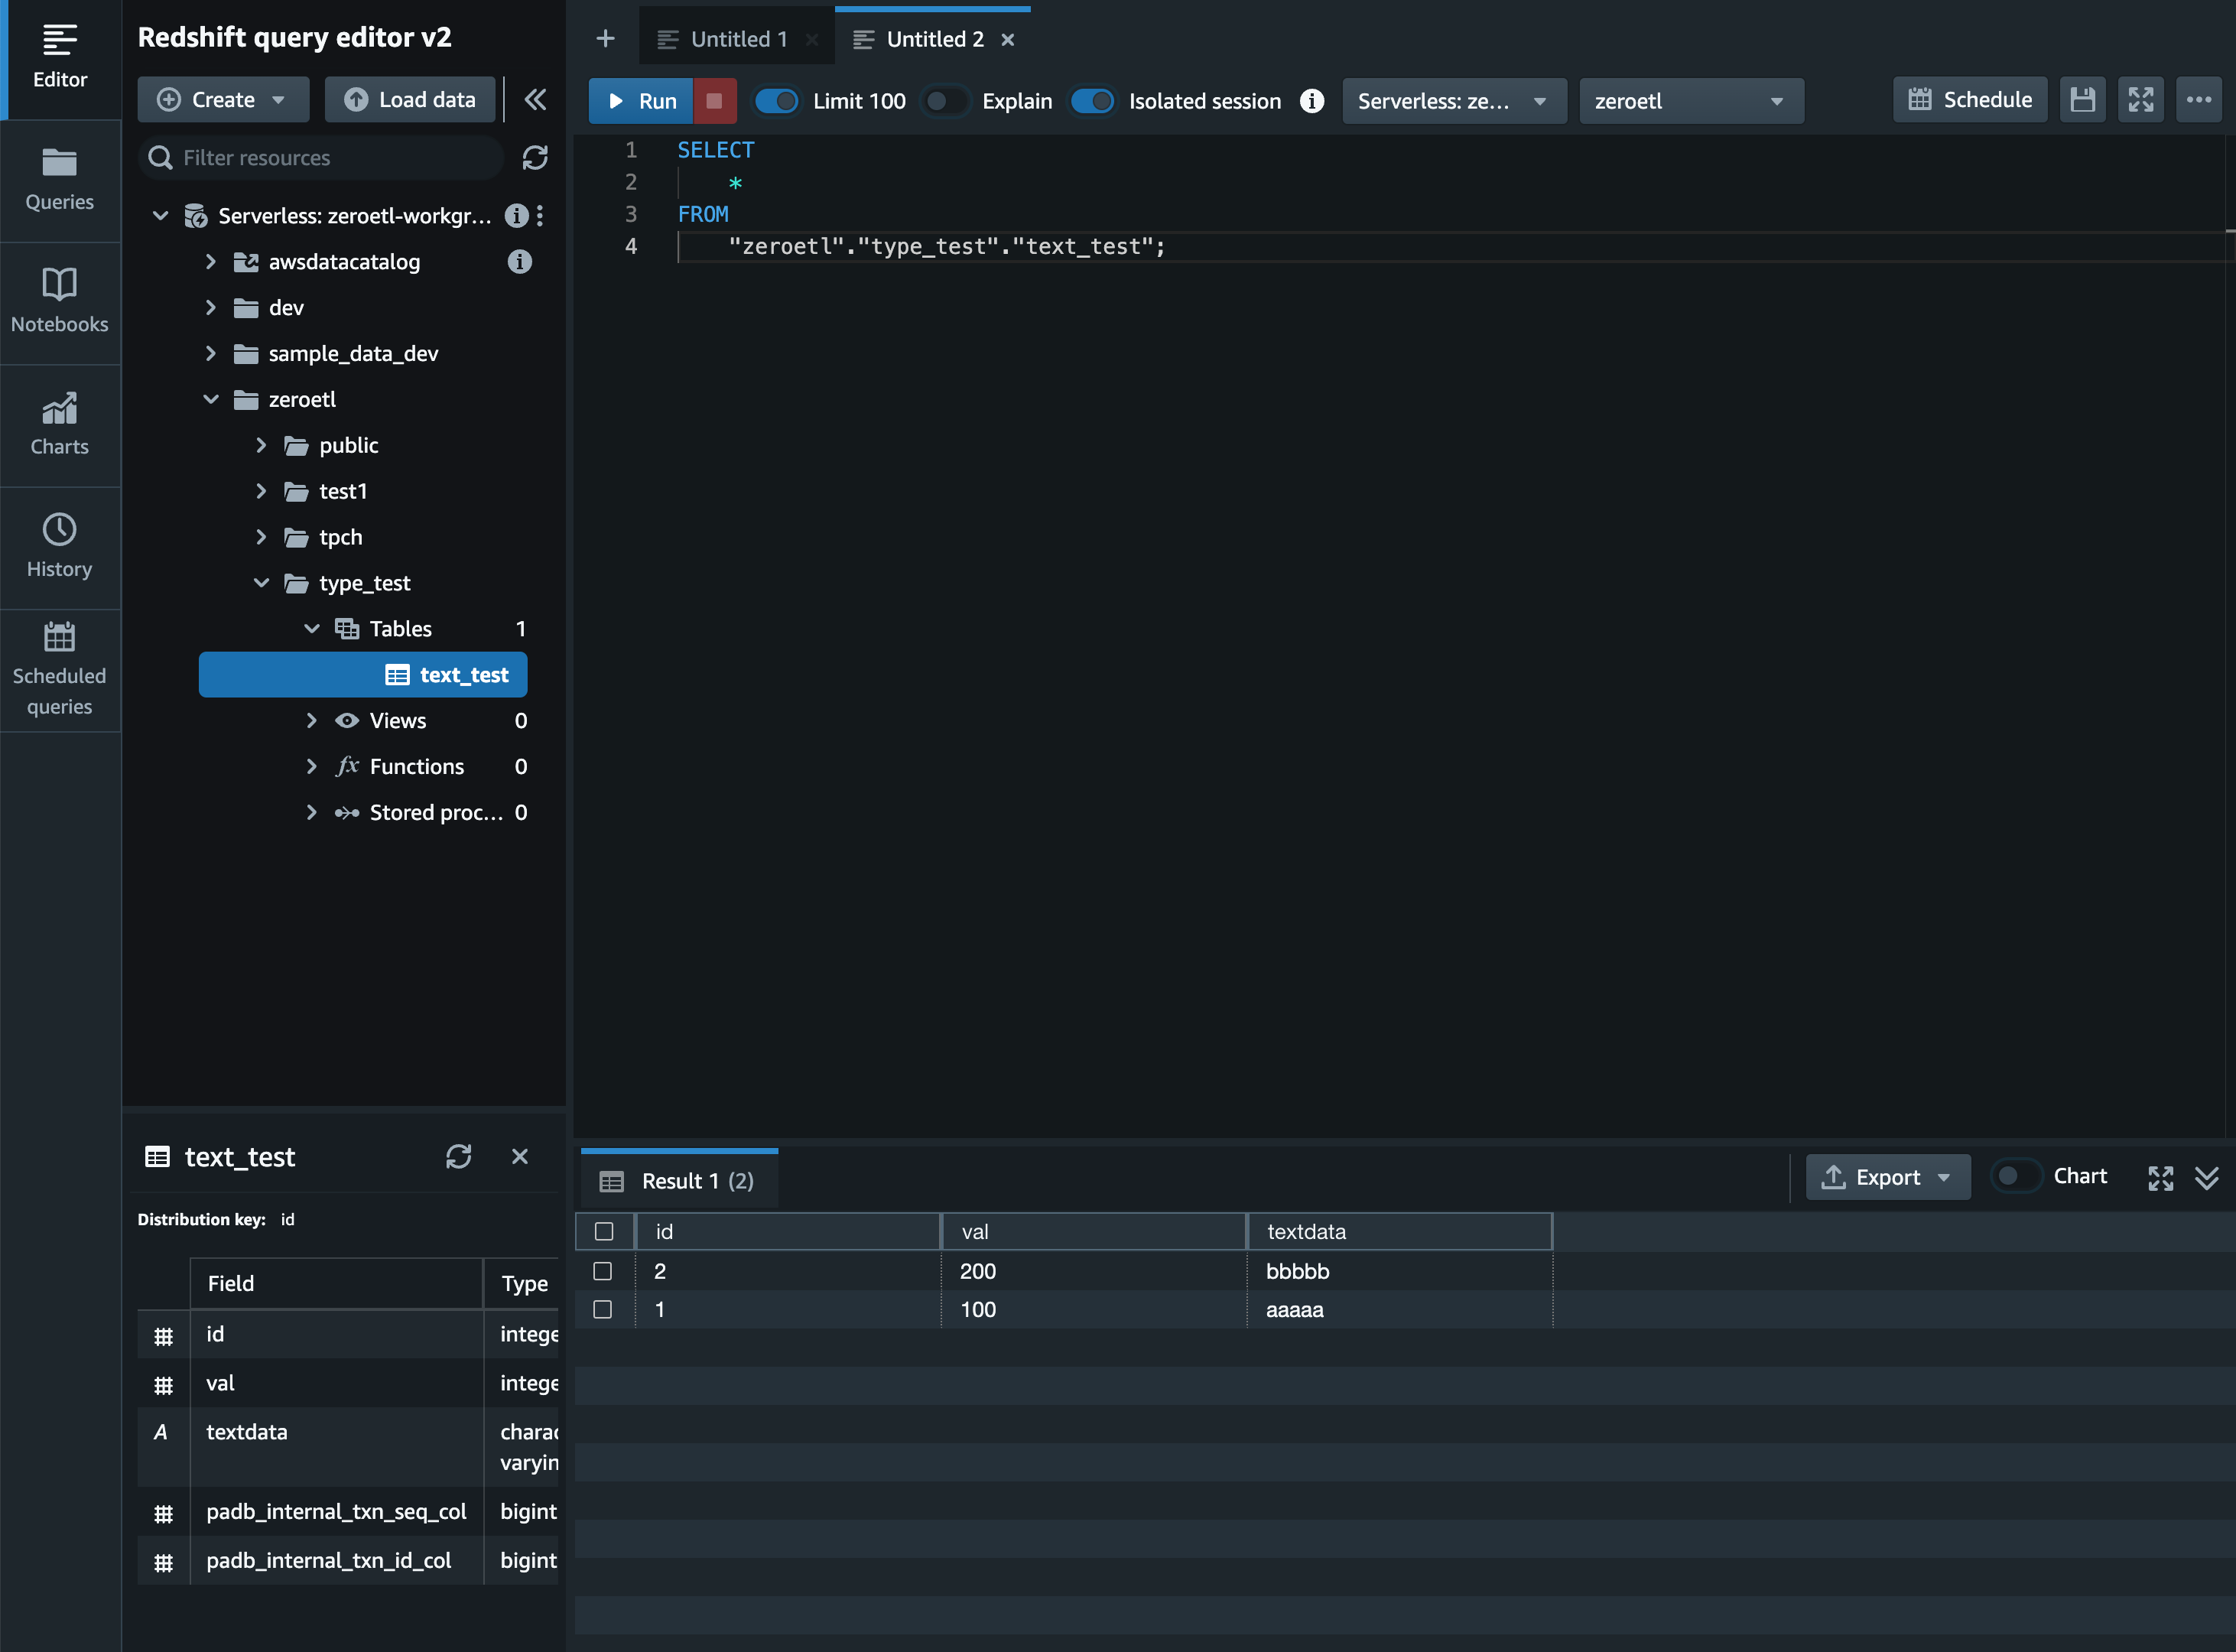 Editor
Queries
Notebooks
Charts
History
Scheduled
queries
Redshift query editor v2
Create
Load data
Filter resources
Serverless: zeroetl-workgr...
awsdatacatalog
dev
sample_data_dev
zeroetl
public
test1
tpch
type_test
Tables 1
text_test
Views 0
fx Functions 0
Stored proc... 0
text_test
Distribution key: id
Field Type
id intege
val intege
A textdata charac
varyin
padb_internal_txn_seq_col bigint
padb_internal_txn_id_col bigint
+ Untitled 1 × Untitled 2 ×
Run Limit 100 Explain Isolated session i Serverless: ze... zeroetl Schedule
1 SELECT
2 *
3 FROM
4 "zeroetl"."type_test"."text_test";
Result 1 (2) Export Chart
id val textdata
2 200 bbbbb
1 100 aaaaa